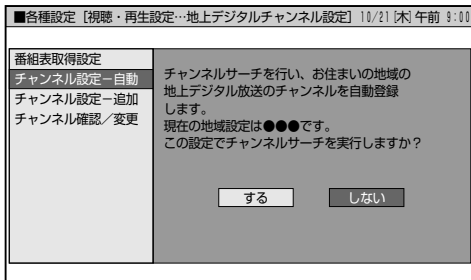 ■各種設定 [視聴・再生設定…地上デジタルチャンネル設定] 10/21[木]午前 9:00
番組表取得設定
チャンネル設定－自動
チャンネル設定－追加
チャンネル確認／変更
チャンネルサーチを行い、お住まいの地域の
地上デジタル放送のチャンネルを自動登録
します。
現在の地域設定は●●●です。
この設定でチャンネルサーチを実行しますか？
する
しない